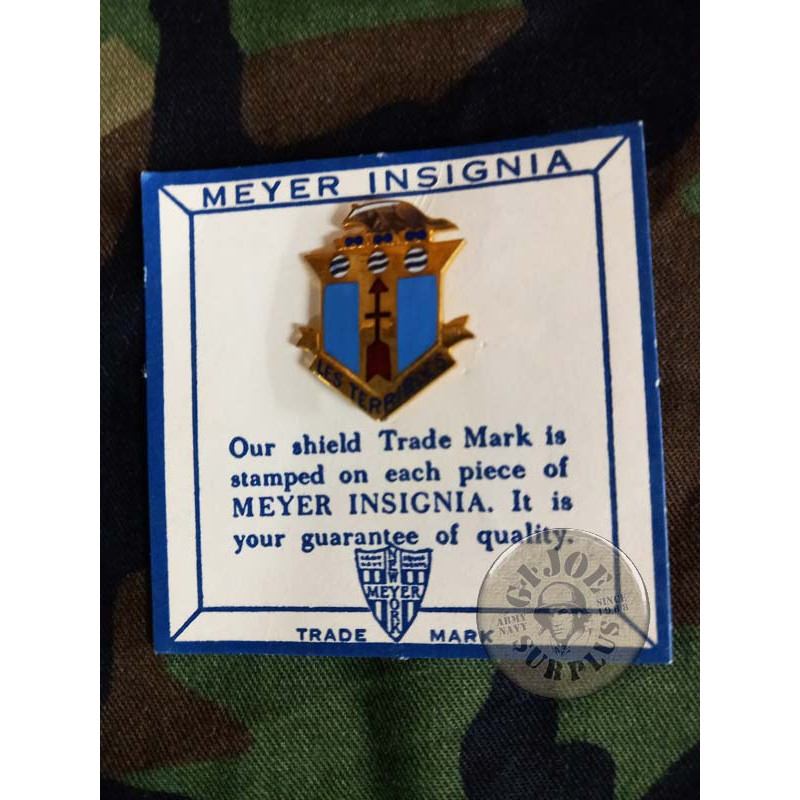 MEYER INSIGNIA
LES TERRIBLES
Our shield Trade Mark is
stamped on each piece of
MEYER INSIGNIA. It is
your guarantee of quality.
NEW YORK
MEYER
TRADE MARK
GI·JOE
ARMY NAVY
SINCE 1968
SURPLUS